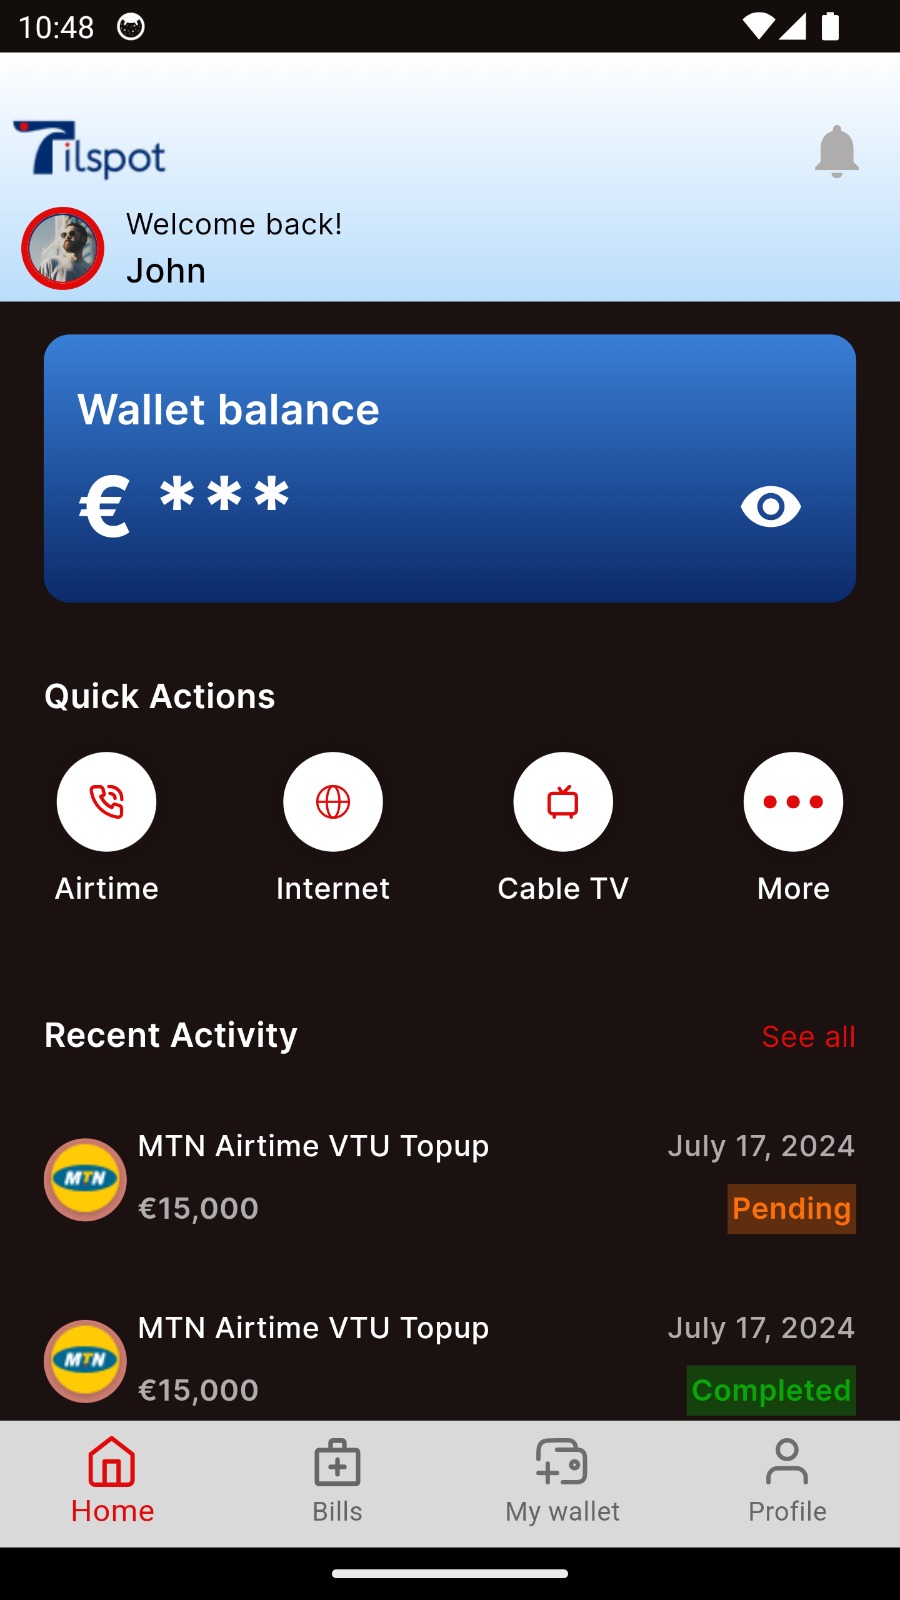 10:48
Tilspot
Welcome back!
John
Wallet balance
€ ***
Quick Actions
Airtime
Internet
Cable TV
More
Recent Activity
See all
MTN Airtime VTU Topup
July 17, 2024
MTN
€15,000
Pending
MTN Airtime VTU Topup
July 17, 2024
MTN
€15,000
Completed
Home
Bills
My wallet
Profile